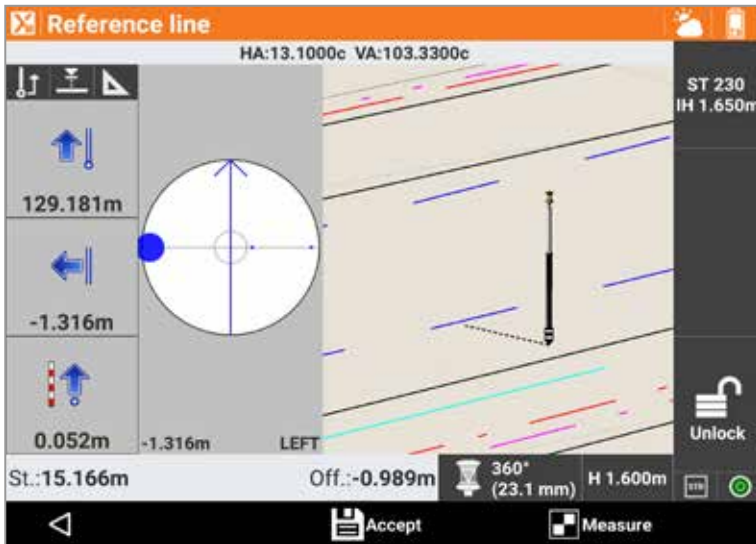 Reference line
HA:13.1000c VA:103.3300c
ST 230
IH 1.650m
129.181m
-1.316m
0.052m
-1.316m LEFT
Unlock
St.:15.166m Off.:-0.989m
360°
(23.1 mm)
H 1.600m
STD
Accept
Measure